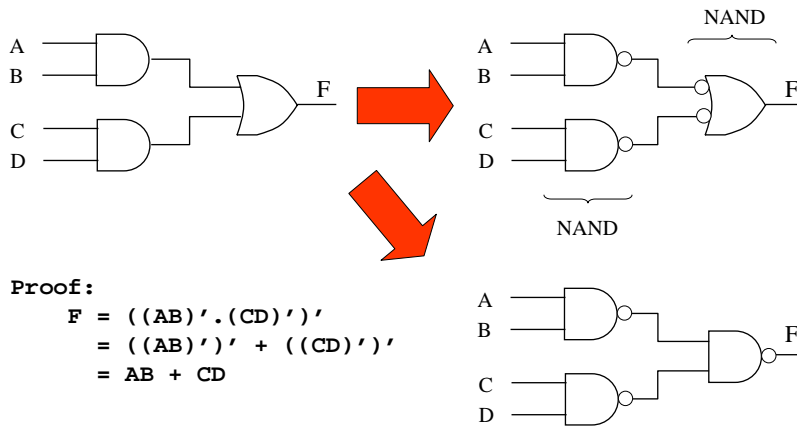 NAND
A
B
F
C
D
A
B
F
C
D
NAND
Proof:
F = ((AB)′.(CD)′)′
= ((AB)′)′ + ((CD)′)′
= AB + CD
A
B
F
C
D